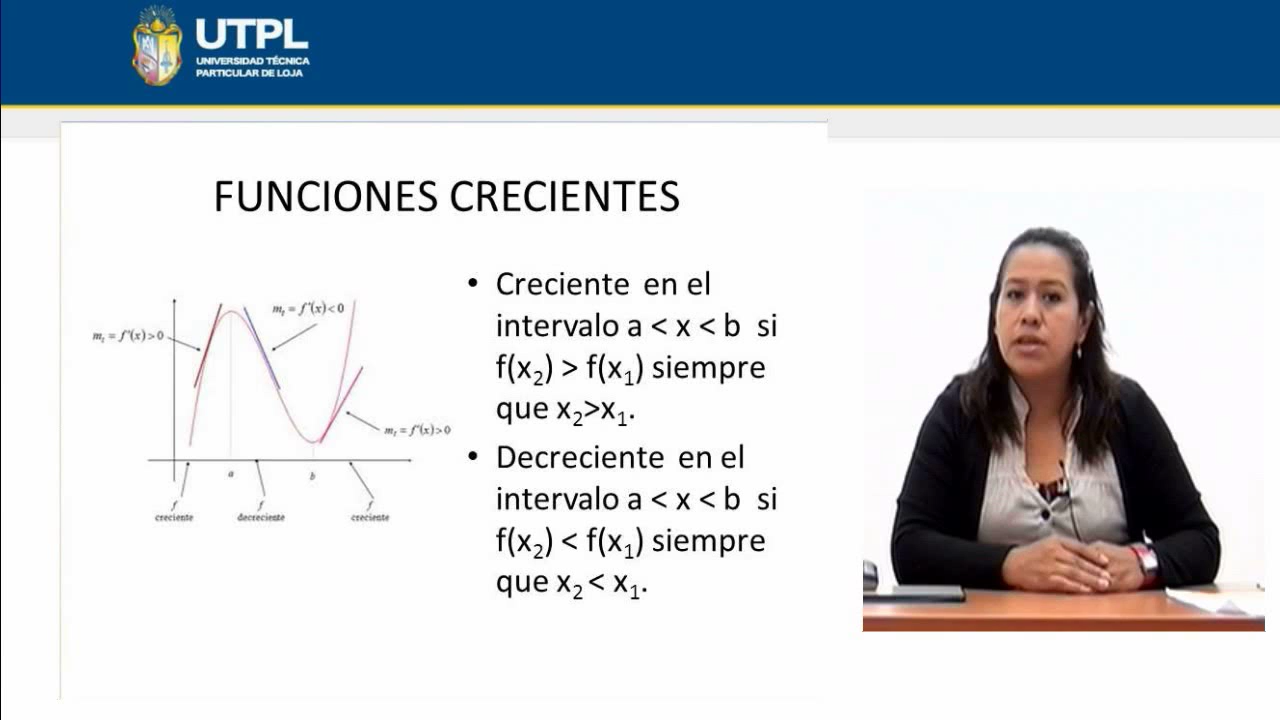 UTPL
UNIVERSIDAD TÉCNICA
PARTICULAR DE LOJA
FUNCIONES CRECIENTES
• Creciente en el
intervalo a < x < b si
f(x₂) > f(x₁) siempre
que x₂>x₁.
• Decreciente en el
intervalo a < x < b si
f(x₂) < f(x₁) siempre
que x₂ < x₁.
mₜ = f'(x) < 0
mₜ = f'(x) > 0
mₜ = f'(x) > 0
a
b
f
creciente
f
decreciente
f
creciente